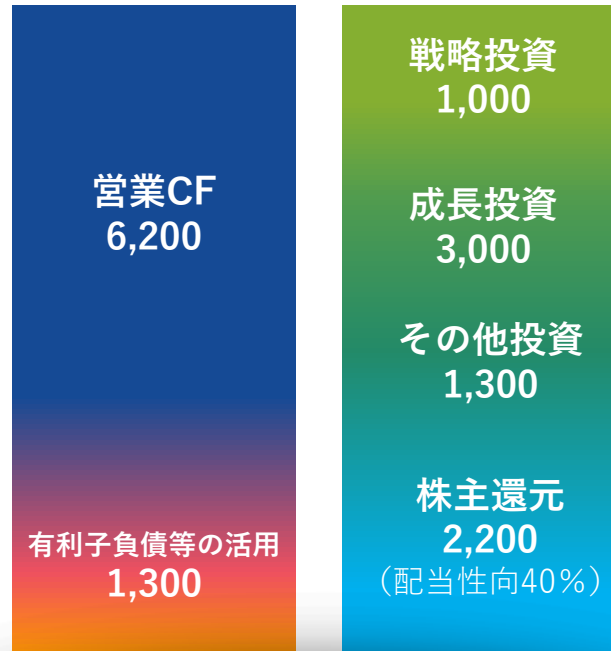 営業CF
6,200
有利子負債等の活用
1,300
戦略投資
1,000
成長投資
3,000
その他投資
1,300
株主還元
2,200
（配当性向40％）